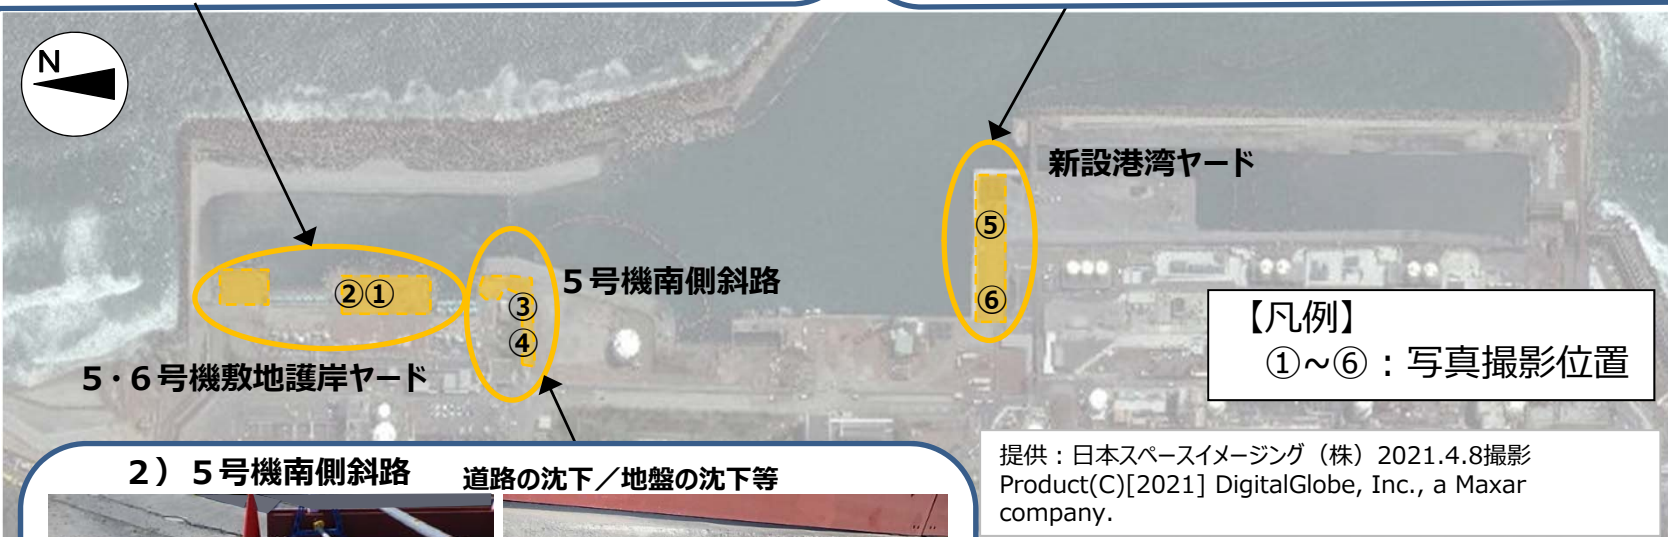 N
新設港湾ヤード
⑤
５号機南側斜路
②①
③
⑥
④
【凡例】
①~⑥：写真撮影位置
５・６号機敷地護岸ヤード
提供：日本スペースイメージング（株）2021.4.8撮影
Product(C)[2021] DigitalGlobe, Inc., a Maxar
company.
２）５号機南側斜路
道路の沈下／地盤の沈下等